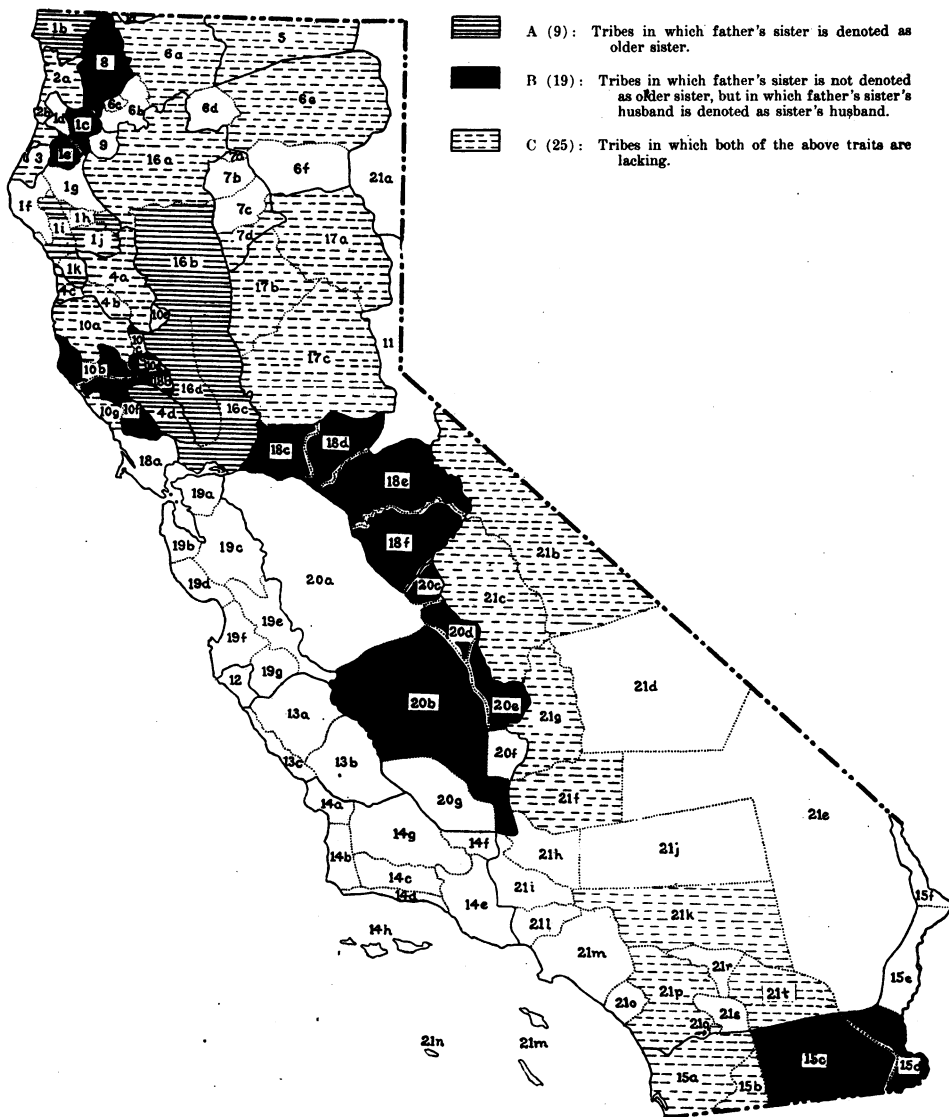 A (9): Tribes in which father's sister is denoted as
older sister.
B (19): Tribes in which father's sister is not denoted
as older sister, but in which father's sister's
husband is denoted as sister's husband.
C (25): Tribes in which both of the above traits are
lacking.
1b
8
6a
5
2a
6c
6b
6d
6e
2b
1d
1c
9
3
1e
16a
7a
7b
6f
21a
1g
1f
7c
1h
1i
1j
7d
17a
16b
1k
4a
17b
4c
4b
10e
10a
11
17c
10b
18b
16d
10g
10f
4d
16c
18a
18c
18d
18e
19a
18f
19b
19c
21b
20a
19d
20c
21c
19e
19f
20d
12
19g
21d
20b
20e
21g
13a
13c
13b
20f
21f
20g
14a
21e
14g
14f
21h
21j
14b
14c
21i
14d
14e
21k
15f
21l
14h
21m
21r
15e
21p
21t
21o
21s
21q
21n
21m
15c
15d
15a
15b